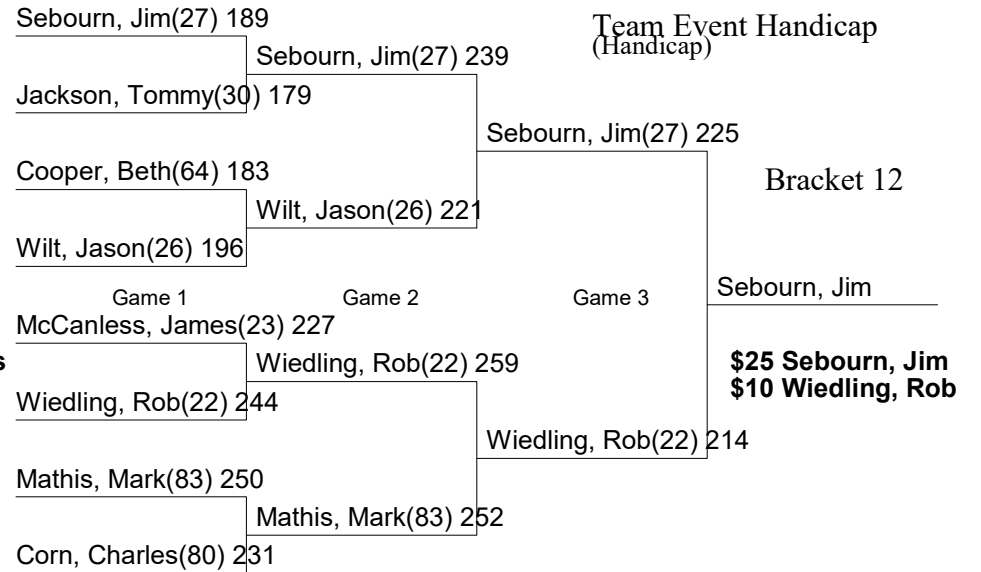 Sebourn, Jim(27) 189
Team Event Handicap
(Handicap)
Sebourn, Jim(27) 239
Jackson, Tommy(30) 179
Sebourn, Jim(27) 225
Cooper, Beth(64) 183
Bracket 12
Wilt, Jason(26) 221
Wilt, Jason(26) 196
Game 1
Game 2
Game 3
Sebourn, Jim
McCanless, James(23) 227
s
Wiedling, Rob(22) 259
$25 Sebourn, Jim
$10 Wiedling, Rob
Wiedling, Rob(22) 244
Wiedling, Rob(22) 214
Mathis, Mark(83) 250
Mathis, Mark(83) 252
Corn, Charles(80) 231